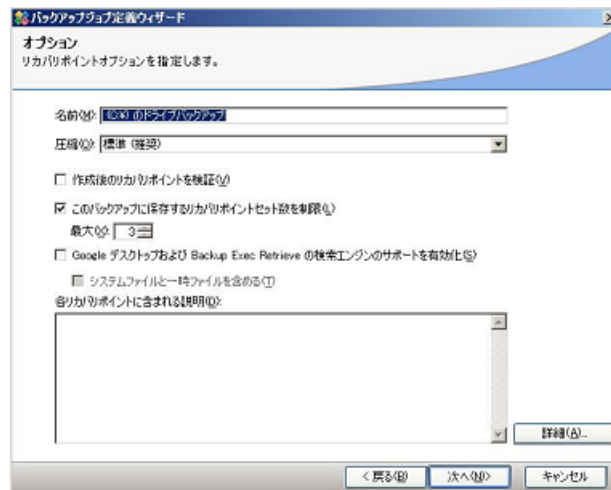 バックアップジョブ定義ウィザード
オプション
リカバリポイントオプションを指定します。
名前(M): (C:¥) のドライブバックアップ
圧縮(O): 標準 (推奨)
作成後のリカバリポイントを検証(V)
このバックアップに保存するリカバリポイントセット数を制限(L)
最大(X): 3
Google デスクトップおよび Backup Exec Retrieve の検索エンジンのサポートを有効化(S)
システムファイルと一時ファイルを含める(T)
各リカバリポイントに含まれる説明(D):
詳細(A)...
< 戻る(B) 次へ(N)> キャンセル